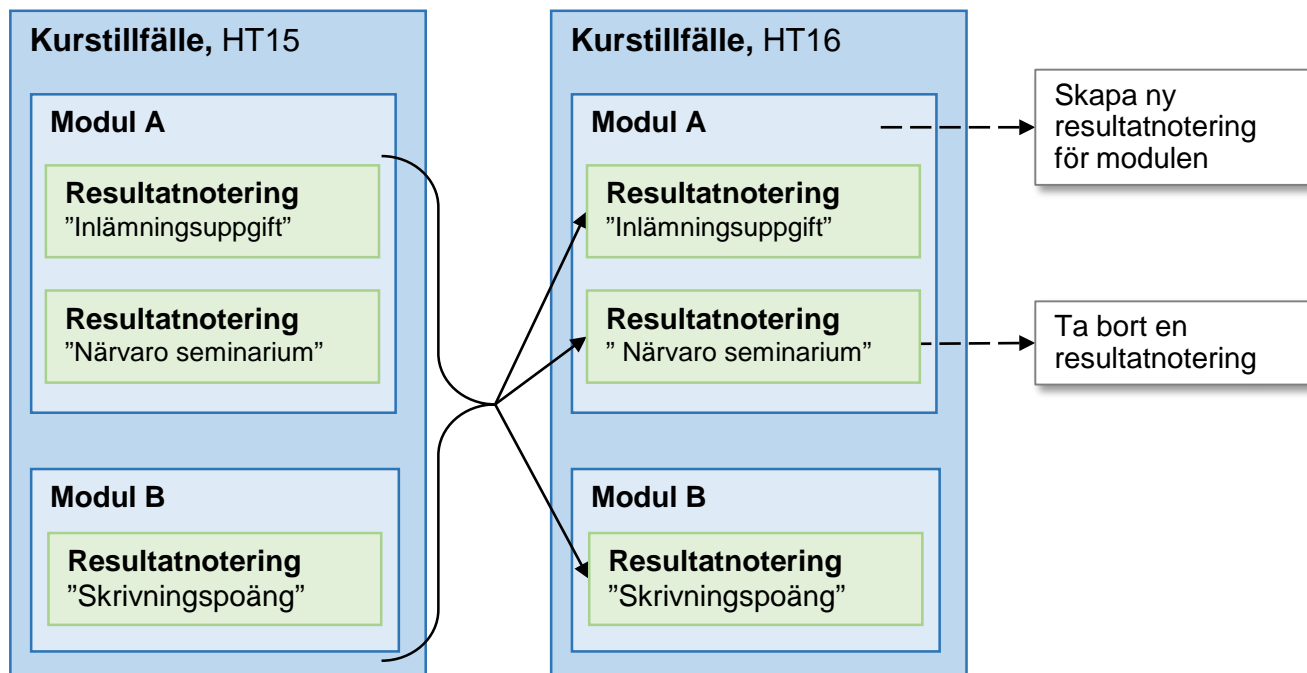 Kurstillfälle, HT15
Modul A
Resultatnotering
”Inlämningsuppgift”
Resultatnotering
”Närvaro seminarium”
Modul B
Resultatnotering
”Skrivningspoäng”
Kurstillfälle, HT16
Modul A
Resultatnotering
”Inlämningsuppgift”
Resultatnotering
” Närvaro seminarium”
Modul B
Resultatnotering
”Skrivningspoäng”
Skapa ny
resultatnotering
för modulen
Ta bort en
resultatnotering